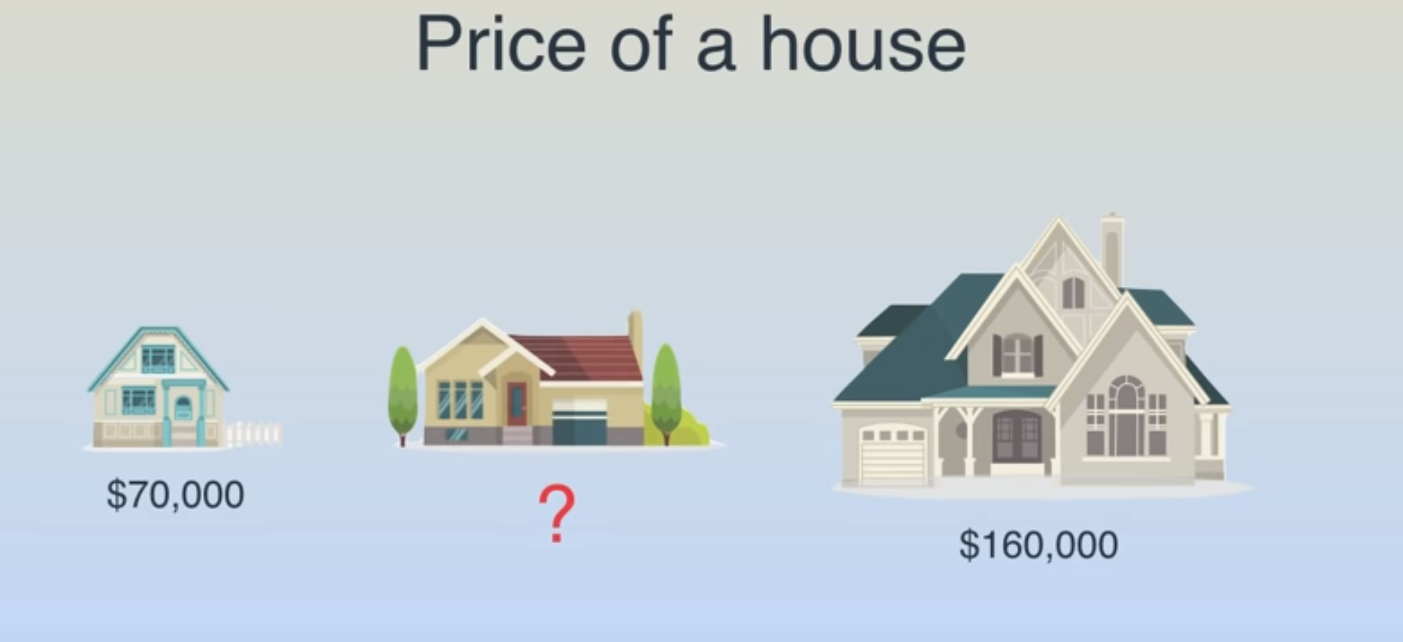 Price of a house
$70,000
?
$160,000